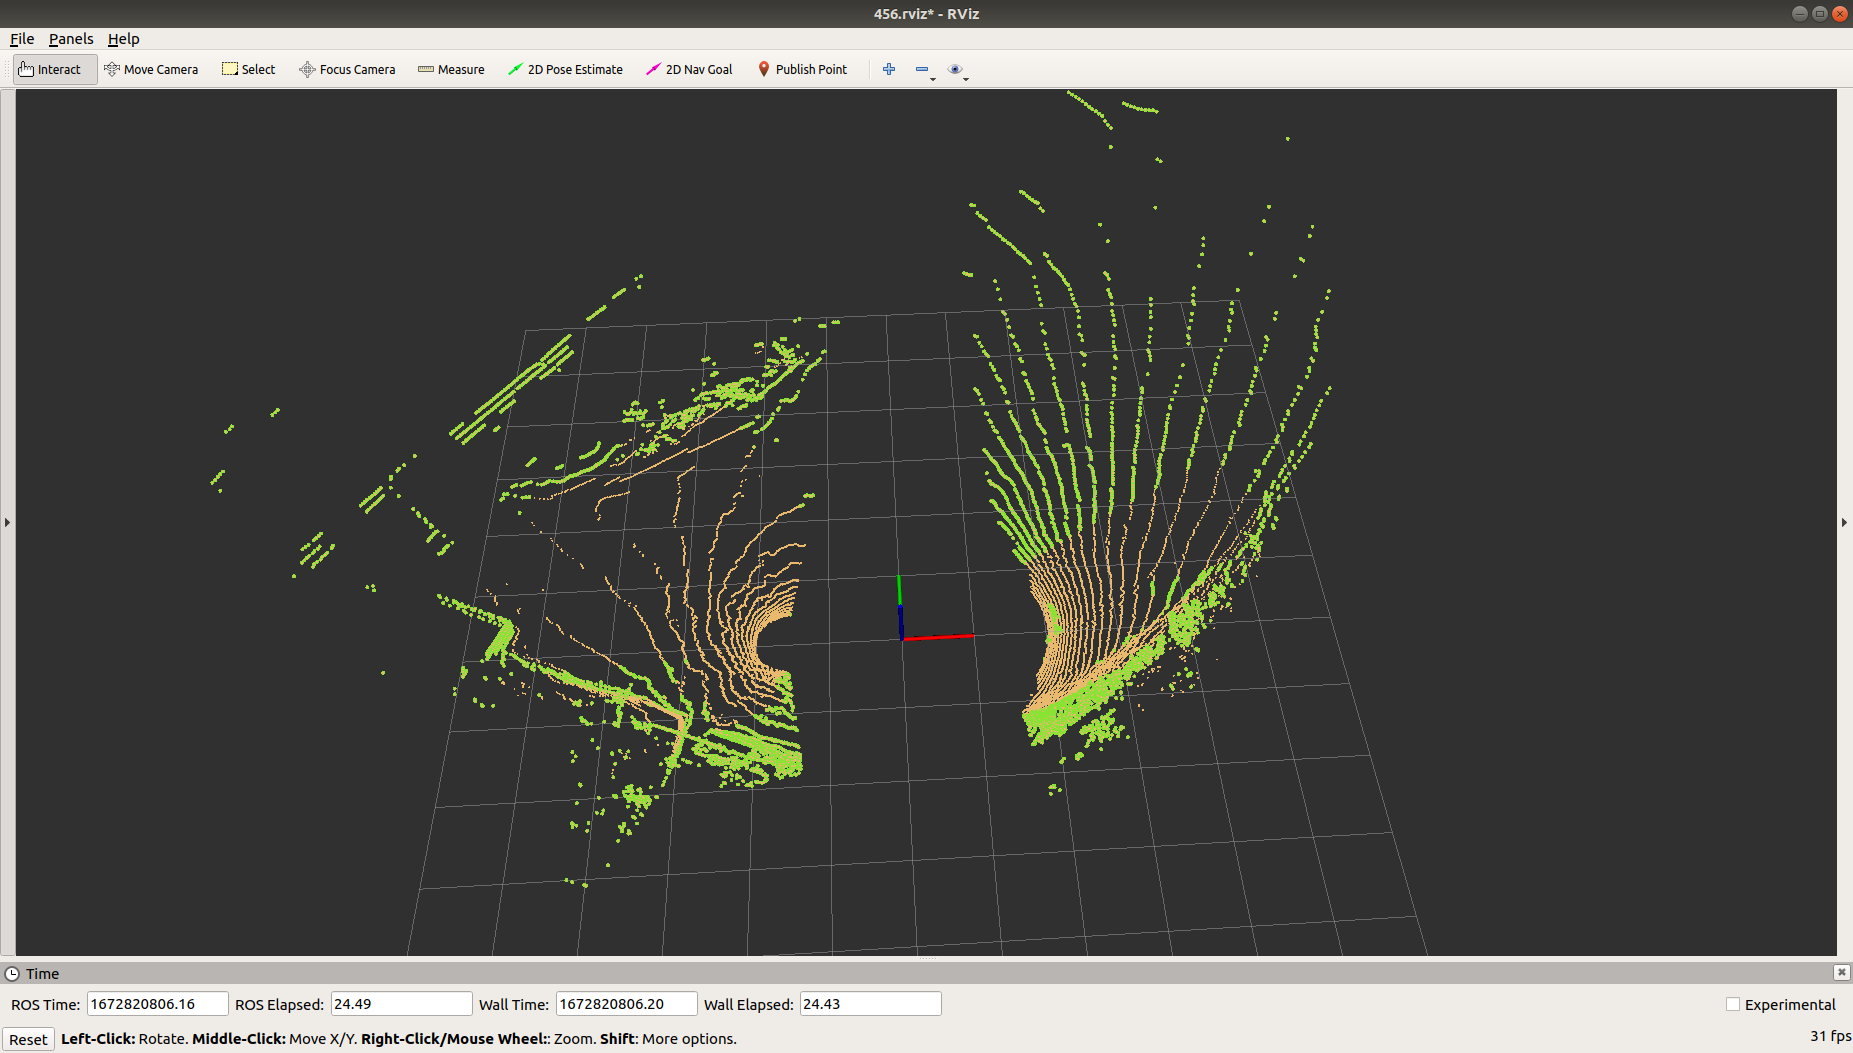 456.rviz* - RViz
File Panels Help
Interact Move Camera Select Focus Camera Measure 2D Pose Estimate 2D Nav Goal Publish Point
Time
ROS Time: 1672820806.16 ROS Elapsed: 24.49 Wall Time: 1672820806.20 Wall Elapsed: 24.43 Experimental
Reset Left-Click: Rotate. Middle-Click: Move X/Y. Right-Click/Mouse Wheel:: Zoom. Shift: More options. 31 fps